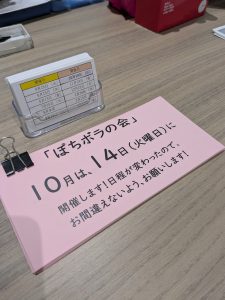 「ぽちボラの会」
10月は、14日(火曜日)に
開催します!日程が変わったので、
お間違えないよう、お願いします!